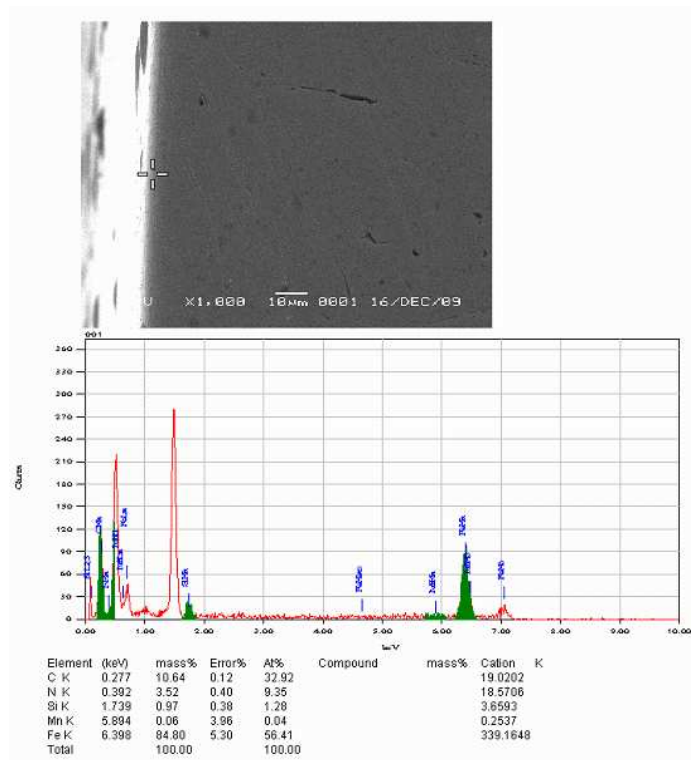 U X1,000 10µm 0001 16/DEC/09
001
Counts
360
330
300
270
240
210
180
150
120
90
60
30
0
0.00 1.00 2.00 3.00 4.00 5.00 6.00 7.00 8.00 9.00 10.00
keV
Element (keV) mass% Error% At% Compound mass% Cation K
C K 0.277 10.64 0.12 32.92 19.0202
N K 0.392 3.52 0.40 9.35 18.5706
Si K 1.739 0.97 0.38 1.28 3.6593
Mn K 5.894 0.06 3.96 0.04 0.2537
Fe K 6.398 84.80 5.30 56.41 339.1648
Total 100.00 100.00